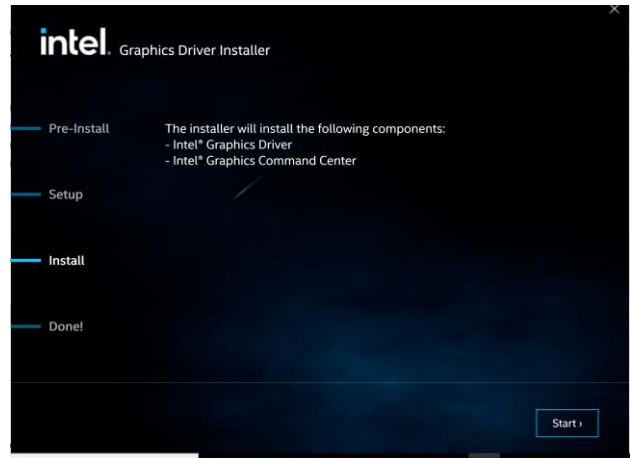 intel. Graphics Driver Installer
Pre-Install
The installer will install the following components:
- Intel® Graphics Driver
- Intel® Graphics Command Center
Setup
Install
Done!
Start ›